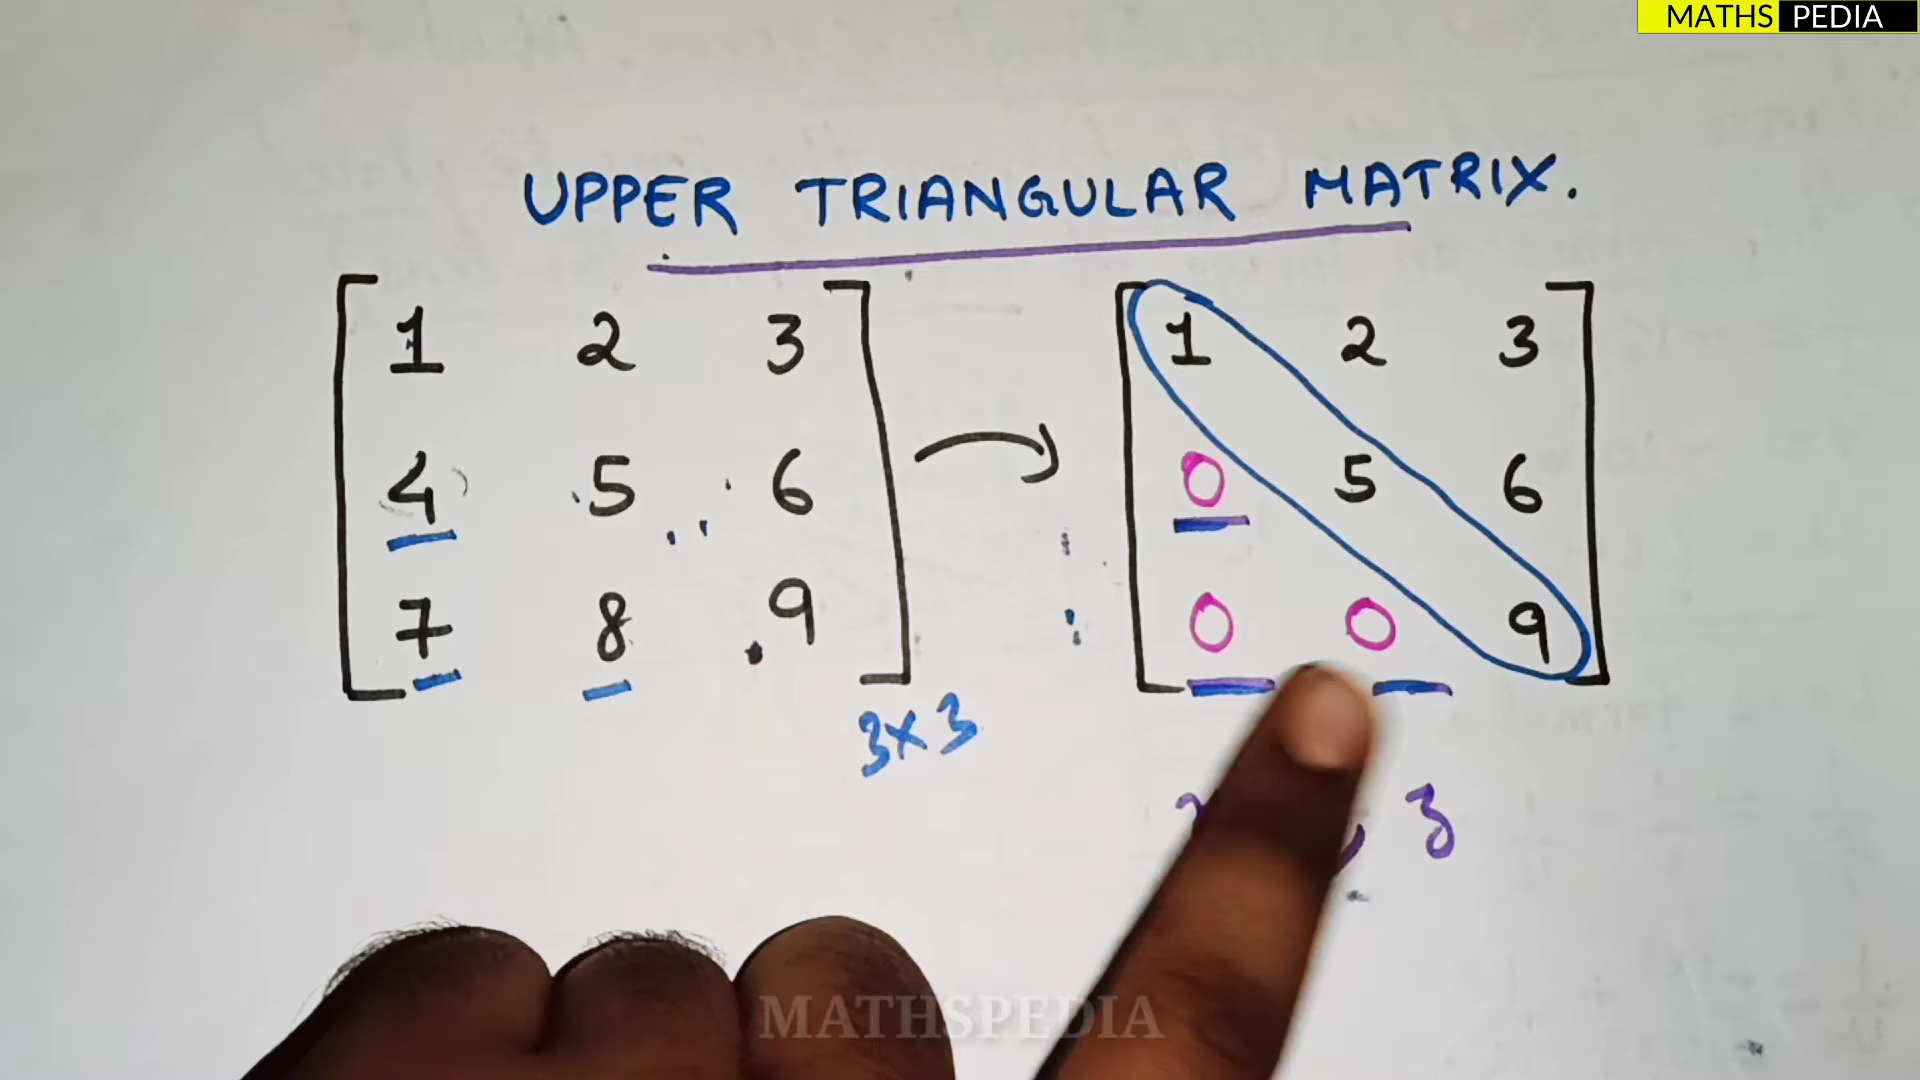 MATHS PEDIA
UPPER TRIANGULAR MATRIX.
1 2 3 1 2 3
4 5 6 0 5 6
7 8 9 0 0 9
3×3
3
MATHSPEDIA